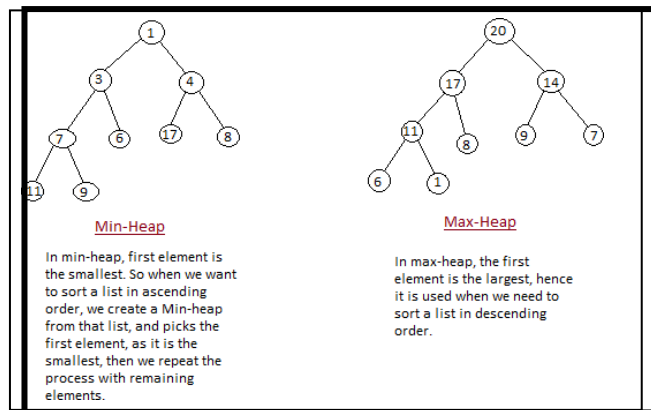 1
20
3
4
17
14
7
6
17
8
11
8
9
7
11
9
6
1
Min-Heap
Max-Heap
In min-heap, first element is
the smallest. So when we want
to sort a list in ascending
order, we create a Min-heap
from that list, and picks the
first element, as it is the
smallest, then we repeat the
process with remaining
elements.
In max-heap, the first
element is the largest, hence
it is used when we need to
sort a list in descending
order.